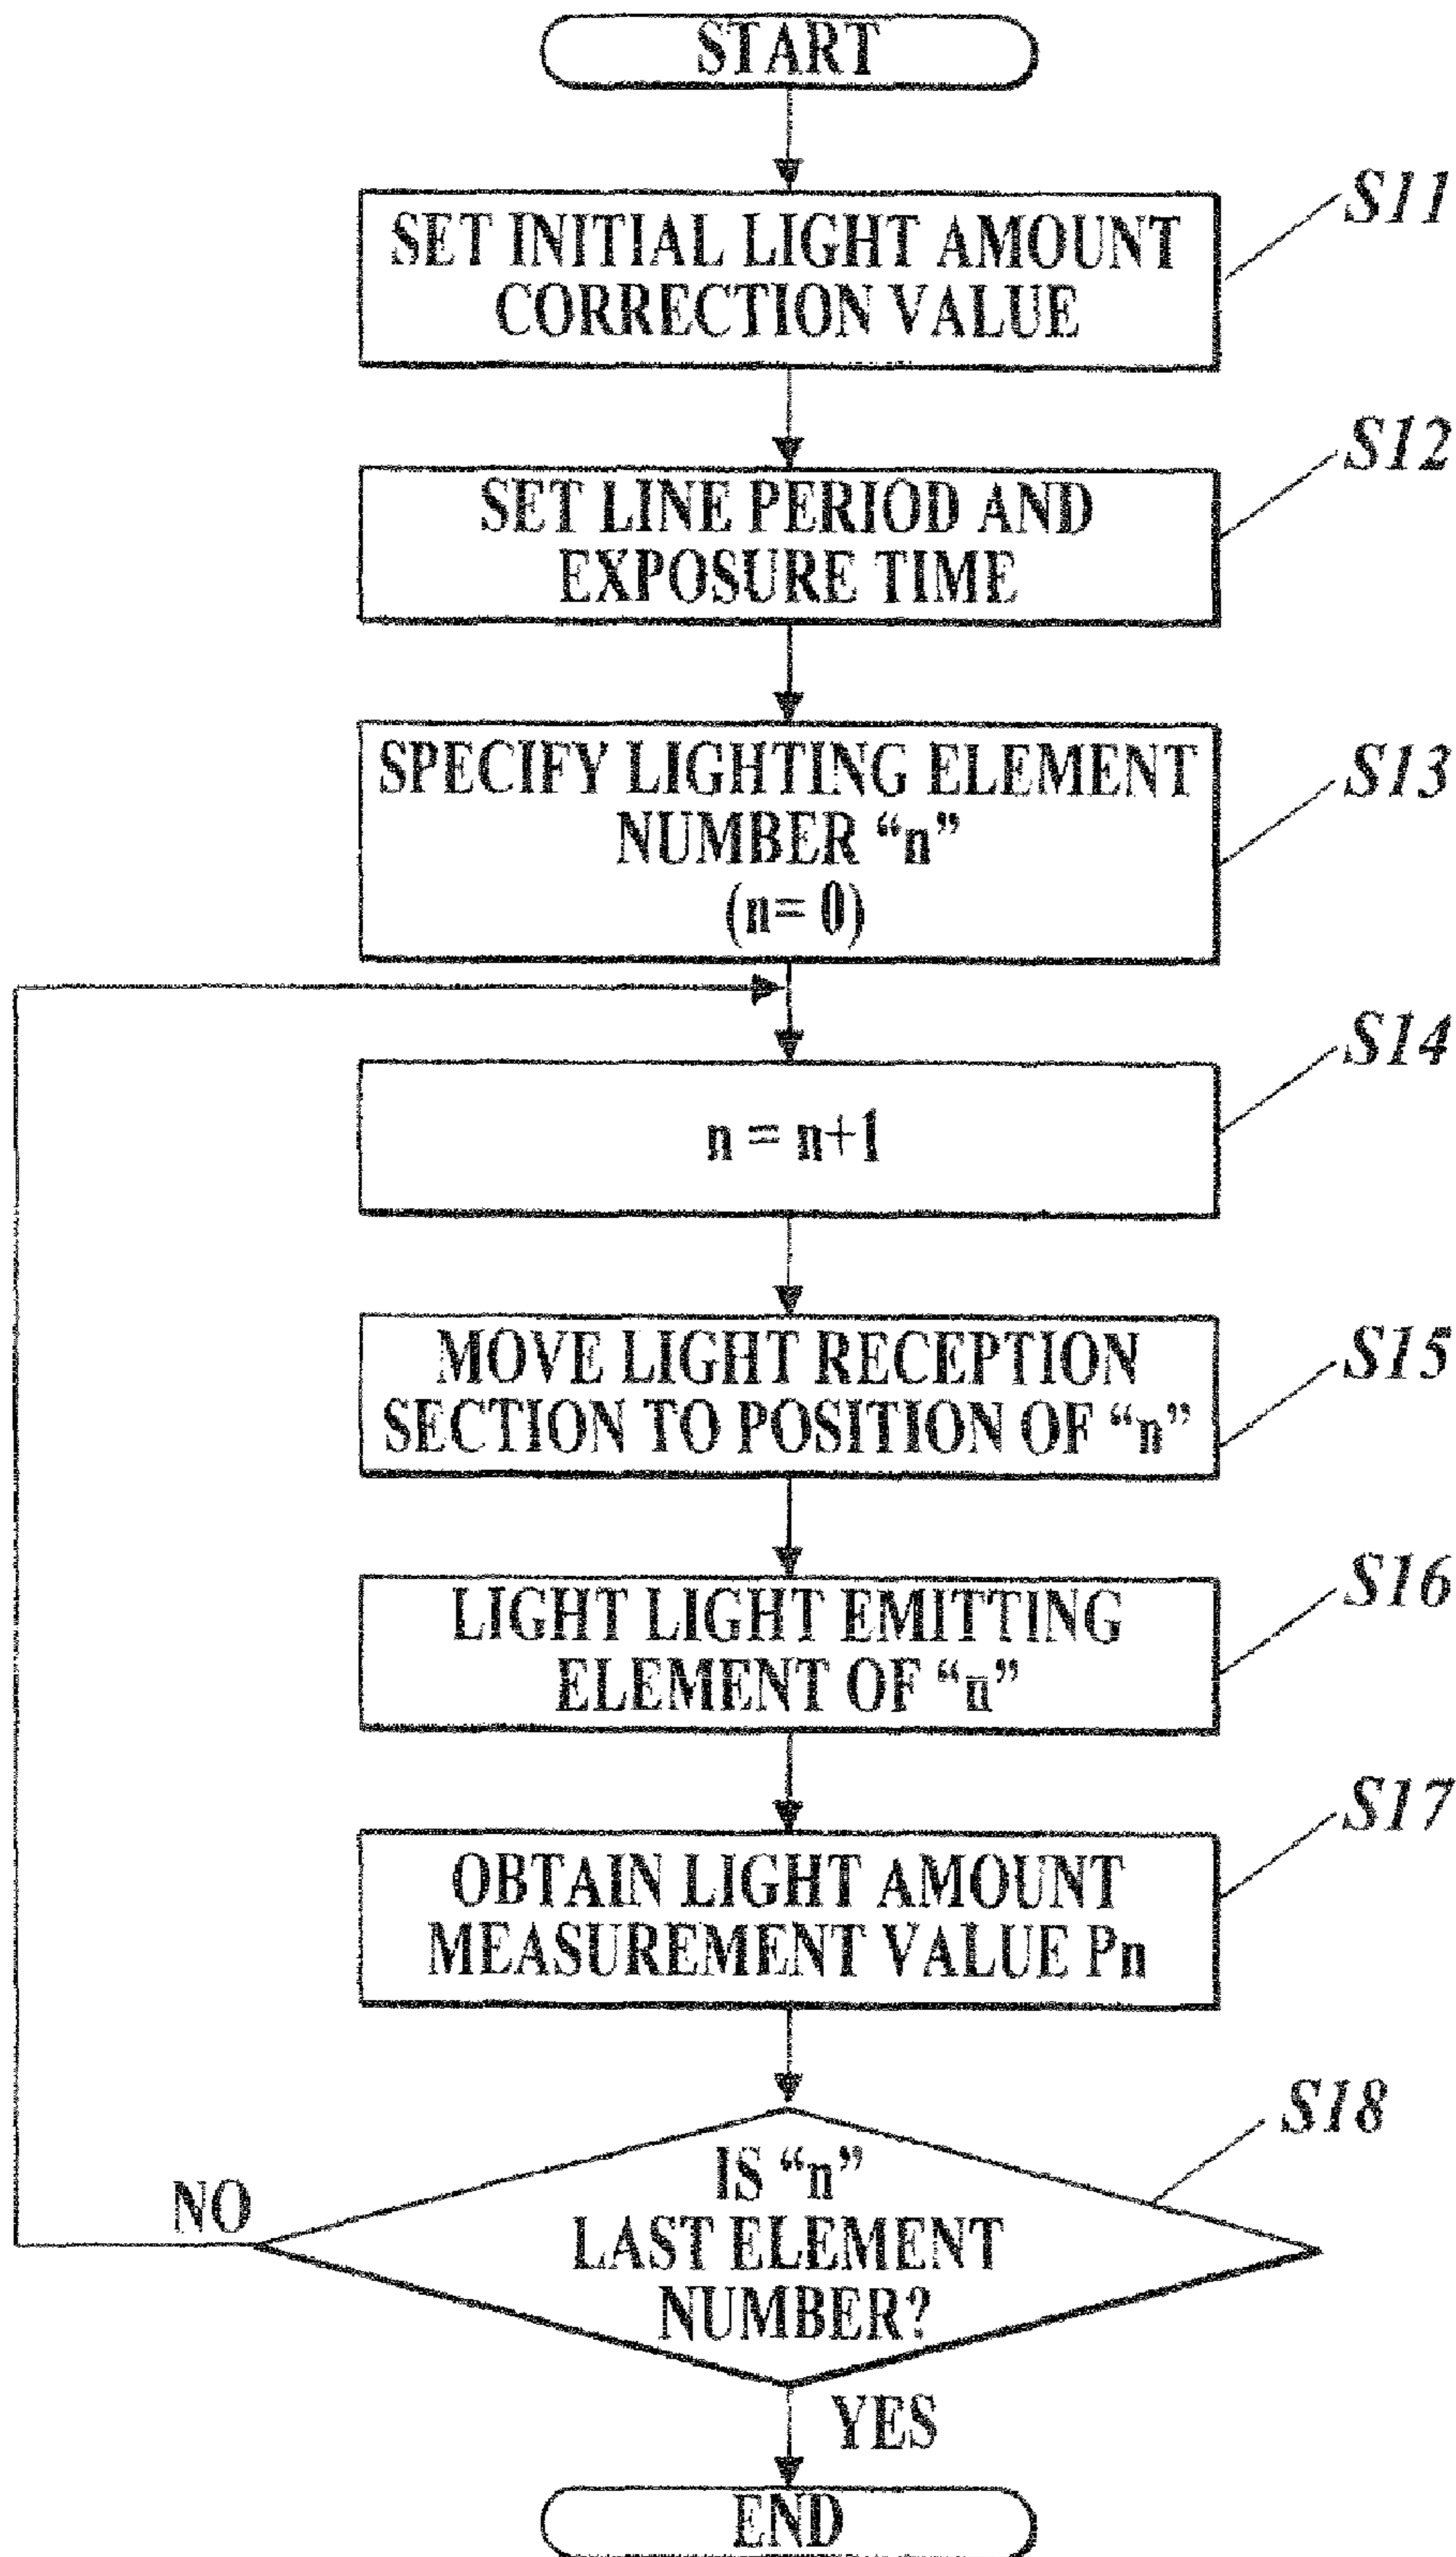 START
S11
SET INITIAL LIGHT AMOUNT
CORRECTION VALUE
S12
SET LINE PERIOD AND
EXPOSURE TIME
S13
SPECIFY LIGHTING ELEMENT
NUMBER “n”
(n= 0)
S14
n = n+1
S15
MOVE LIGHT RECEPTION
SECTION TO POSITION OF “n”
S16
LIGHT LIGHT EMITTING
ELEMENT OF “n”
S17
OBTAIN LIGHT AMOUNT
MEASUREMENT VALUE Pn
S18
IS “n”
LAST ELEMENT
NUMBER?
NO
YES
END